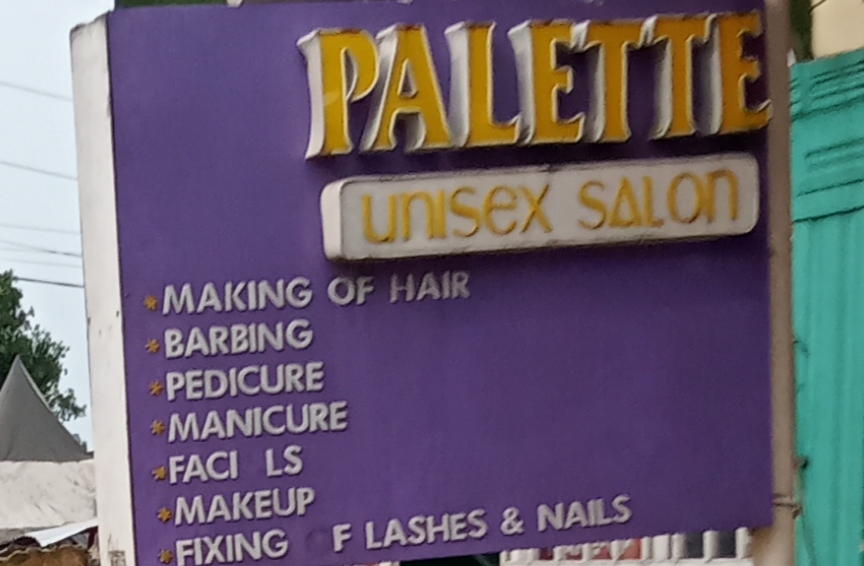 PALETTE
UNISEX SALON
*MAKING OF HAIR
*BARBING
*PEDICURE
*MANICURE
*FACI LS
*MAKEUP
*FIXING F LASHES & NAILS